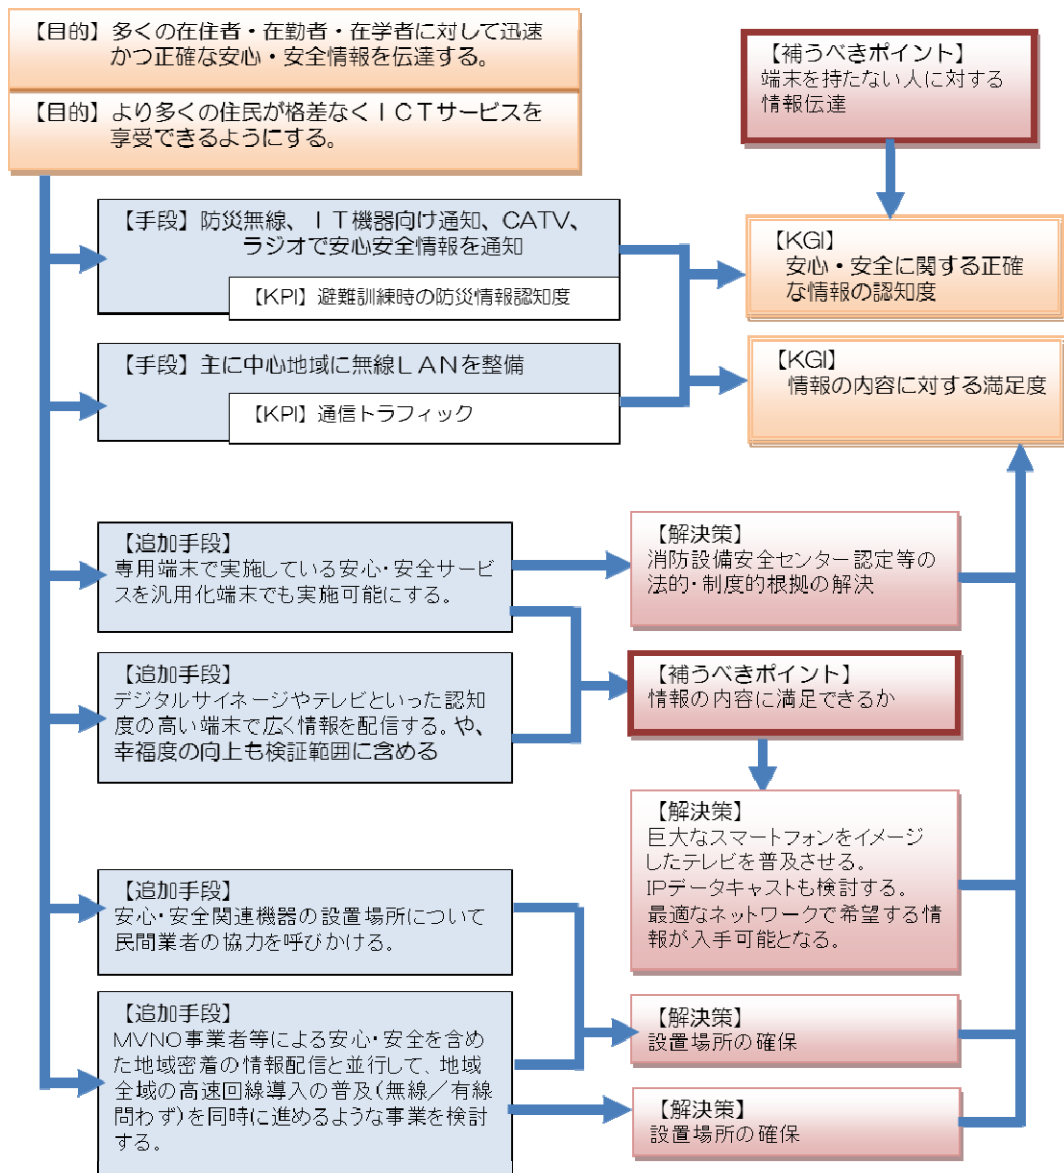 【目的】多くの在住者・在勤者・在学者に対して迅速
かつ正確な安心・安全情報を伝達する。
【目的】より多くの住民が格差なくＩＣＴサービスを
享受できるようにする。
【補うべきポイント】
端末を持たない人に対する
情報伝達
【手段】防災無線、ＩＴ機器向け通知、CATV、
ラジオで安心安全情報を通知
【KPI】避難訓練時の防災情報認知度
【KGI】
安心・安全に関する正確
な情報の認知度
【手段】主に中心地域に無線ＬＡＮを整備
【KPI】通信トラフィック
【KGI】
情報の内容に対する満足度
【追加手段】
専用端末で実施している安心・安全サービ
スを汎用化端末でも実施可能にする。
【解決策】
消防設備安全センター認定等の
法的・制度的根拠の解決
【追加手段】
デジタルサイネージやテレビといった認知
度の高い端末で広く情報を配信する。や、
幸福度の向上も検証範囲に含める
【補うべきポイント】
情報の内容に満足できるか
【解決策】
巨大なスマートフォンをイメージ
したテレビを普及させる。
IPデータキャストも検討する。
最適なネットワークで希望する情
報が入手可能となる。
【追加手段】
安心・安全関連機器の設置場所について
民間業者の協力を呼びかける。
【追加手段】
MVNO事業者等による安心・安全を含め
た地域密着の情報配信と並行して、地域
全域の高速回線導入の普及（無線／有線
問わず）を同時に進めるような事業を検討
する。
【解決策】
設置場所の確保
【解決策】
設置場所の確保